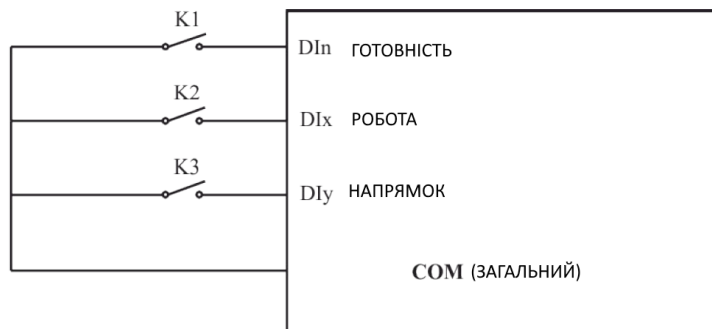 K1
DIn ГОТОВНІСТЬ
K2
DIx РОБОТА
K3
DIy НАПРЯМОК
COM (ЗАГАЛЬНИЙ)